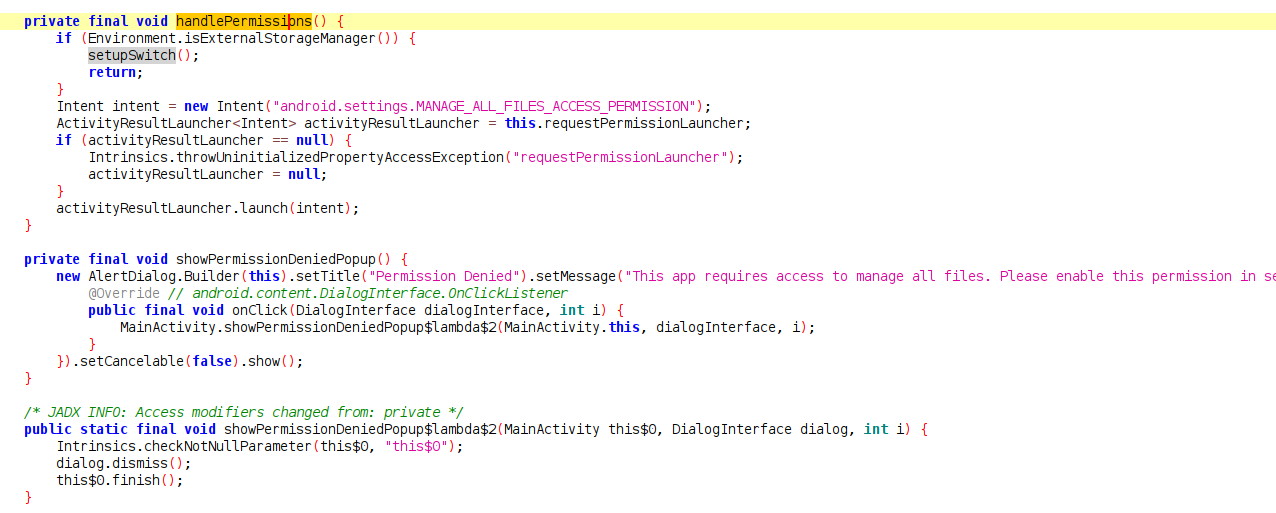 private final void handlePermissions() {
    if (Environment.isExternalStorageManager()) {
        setupSwitch();
        return;
    }
    Intent intent = new Intent("android.settings.MANAGE_ALL_FILES_ACCESS_PERMISSION");
    ActivityResultLauncher<Intent> activityResultLauncher = this.requestPermissionLauncher;
    if (activityResultLauncher == null) {
        Intrinsics.throwUninitializedPropertyAccessException("requestPermissionLauncher");
        activityResultLauncher = null;
    }
    activityResultLauncher.launch(intent);
}
private final void showPermissionDeniedPopup() {
    new AlertDialog.Builder(this).setTitle("Permission Denied").setMessage("This app requires access to manage all files. Please enable this permission in se
        @Override // android.content.DialogInterface.OnClickListener
        public final void onClick(DialogInterface dialogInterface, int i) {
            MainActivity.showPermissionDeniedPopup$lambda$2(MainActivity.this, dialogInterface, i);
        }
    }).setCancelable(false).show();
}
/* JADX INFO: Access modifiers changed from: private */
public static final void showPermissionDeniedPopup$lambda$2(MainActivity this$0, DialogInterface dialog, int i) {
    Intrinsics.checkNotNullParameter(this$0, "this$0");
    dialog.dismiss();
    this$0.finish();
}